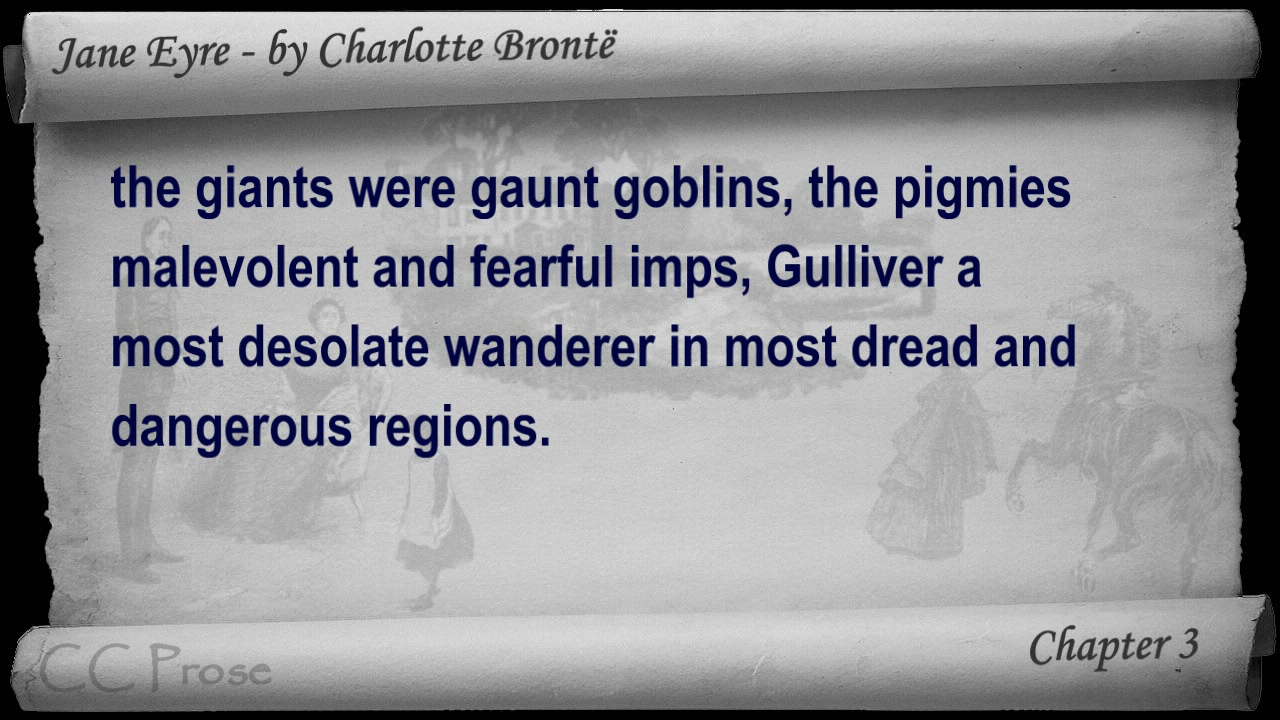 Jane Eyre - by Charlotte Brontë
the giants were gaunt goblins, the pigmies
malevolent and fearful imps, Gulliver a
most desolate wanderer in most dread and
dangerous regions.
Chapter 3
CC Prose